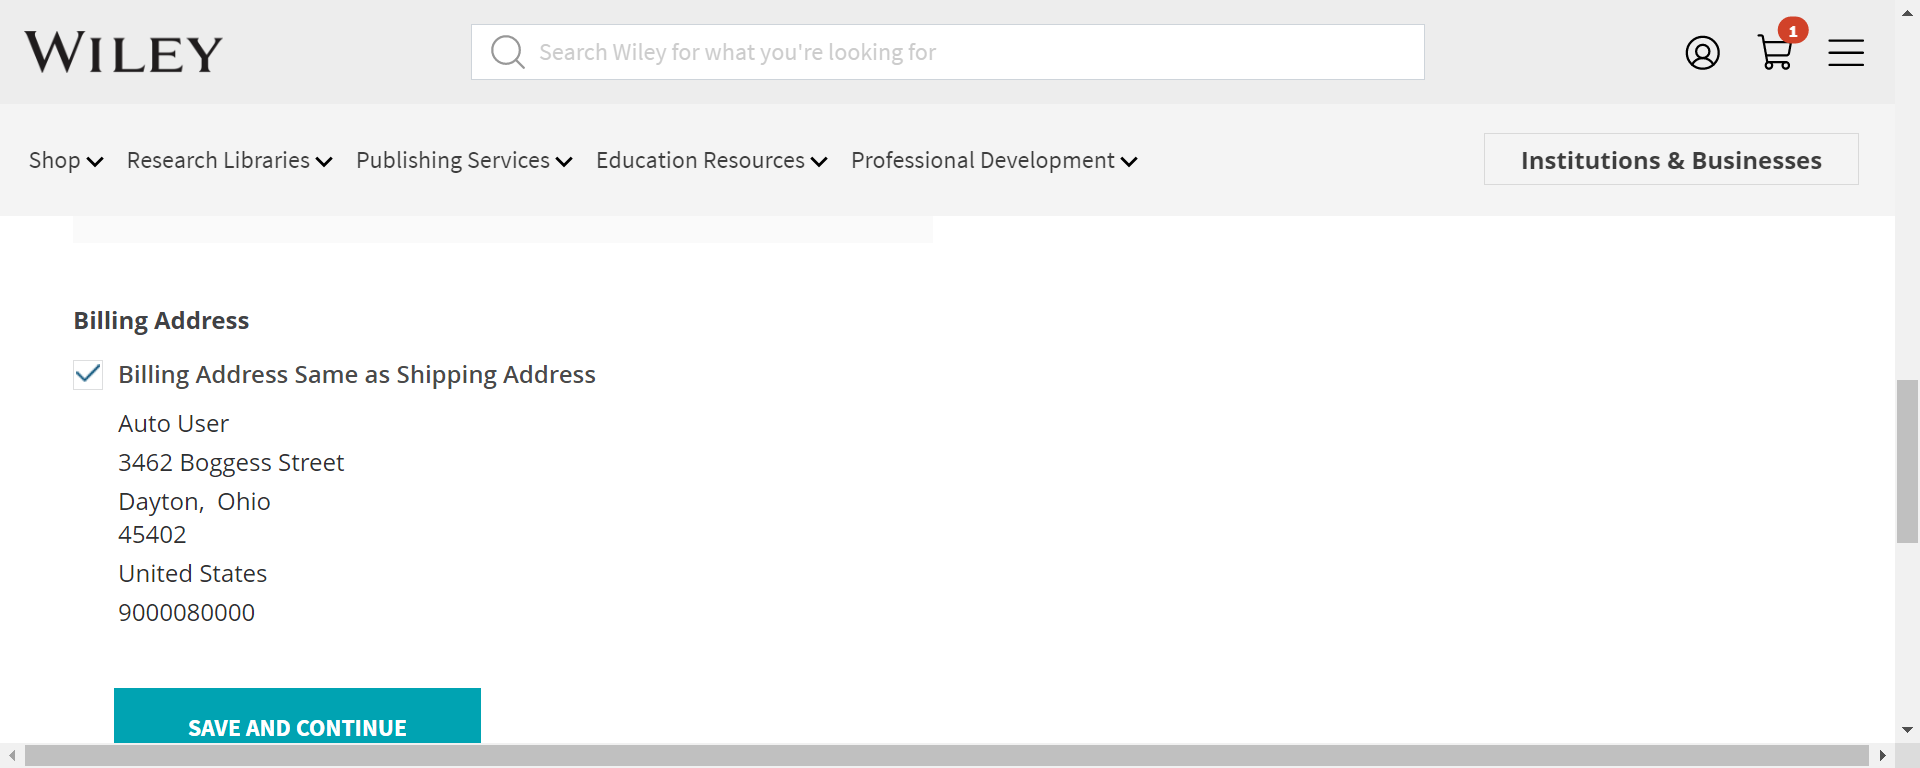 WILEY
Search Wiley for what you're looking for
1
Shop
Research Libraries
Publishing Services
Education Resources
Professional Development
Institutions & Businesses
Billing Address
Billing Address Same as Shipping Address
Auto User
3462 Boggess Street
Dayton, Ohio
45402
United States
9000080000
SAVE AND CONTINUE